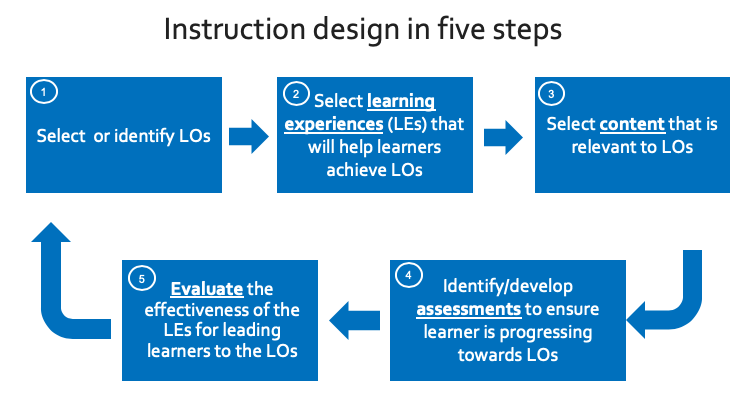 Instruction design in five steps
1
Select or identify LOs
2
Select learning
experiences (LEs) that
will help learners
achieve LOs
3
Select content that is
relevant to LOs
4
Identify/develop
assessments to ensure
learner is progressing
towards LOs
5
Evaluate the
effectiveness of the
LEs for leading
learners to the LOs